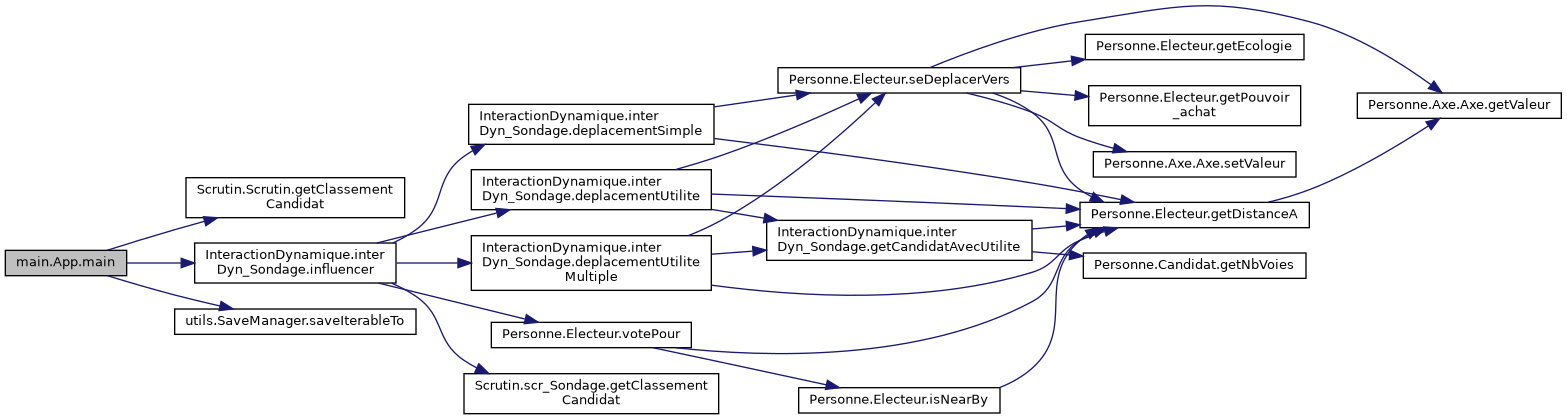 main.App.main
Scrutin.Scrutin.getClassement
Candidat
InteractionDynamique.inter
Dyn_Sondage.influencer
utils.SaveManager.saveIterableTo
InteractionDynamique.inter
Dyn_Sondage.deplacementSimple
InteractionDynamique.inter
Dyn_Sondage.deplacementUtilite
InteractionDynamique.inter
Dyn_Sondage.deplacementUtilite
Multiple
Personne.Electeur.votePour
Scrutin.scr_Sondage.getClassement
Candidat
Personne.Electeur.seDeplacerVers
InteractionDynamique.inter
Dyn_Sondage.getCandidatAvecUtilite
Personne.Electeur.isNearBy
Personne.Electeur.getEcologie
Personne.Electeur.getPouvoir
_achat
Personne.Axe.Axe.setValeur
Personne.Electeur.getDistanceA
Personne.Candidat.getNbVoies
Personne.Axe.Axe.getValeur